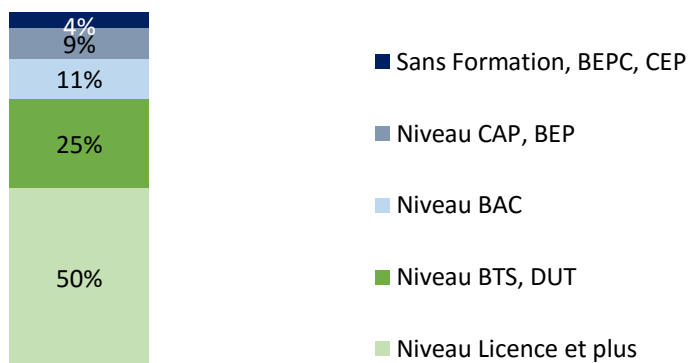 4%
9%
11%
25%
50%
Sans Formation, BEPC, CEP
Niveau CAP, BEP
Niveau BAC
Niveau BTS, DUT
Niveau Licence et plus